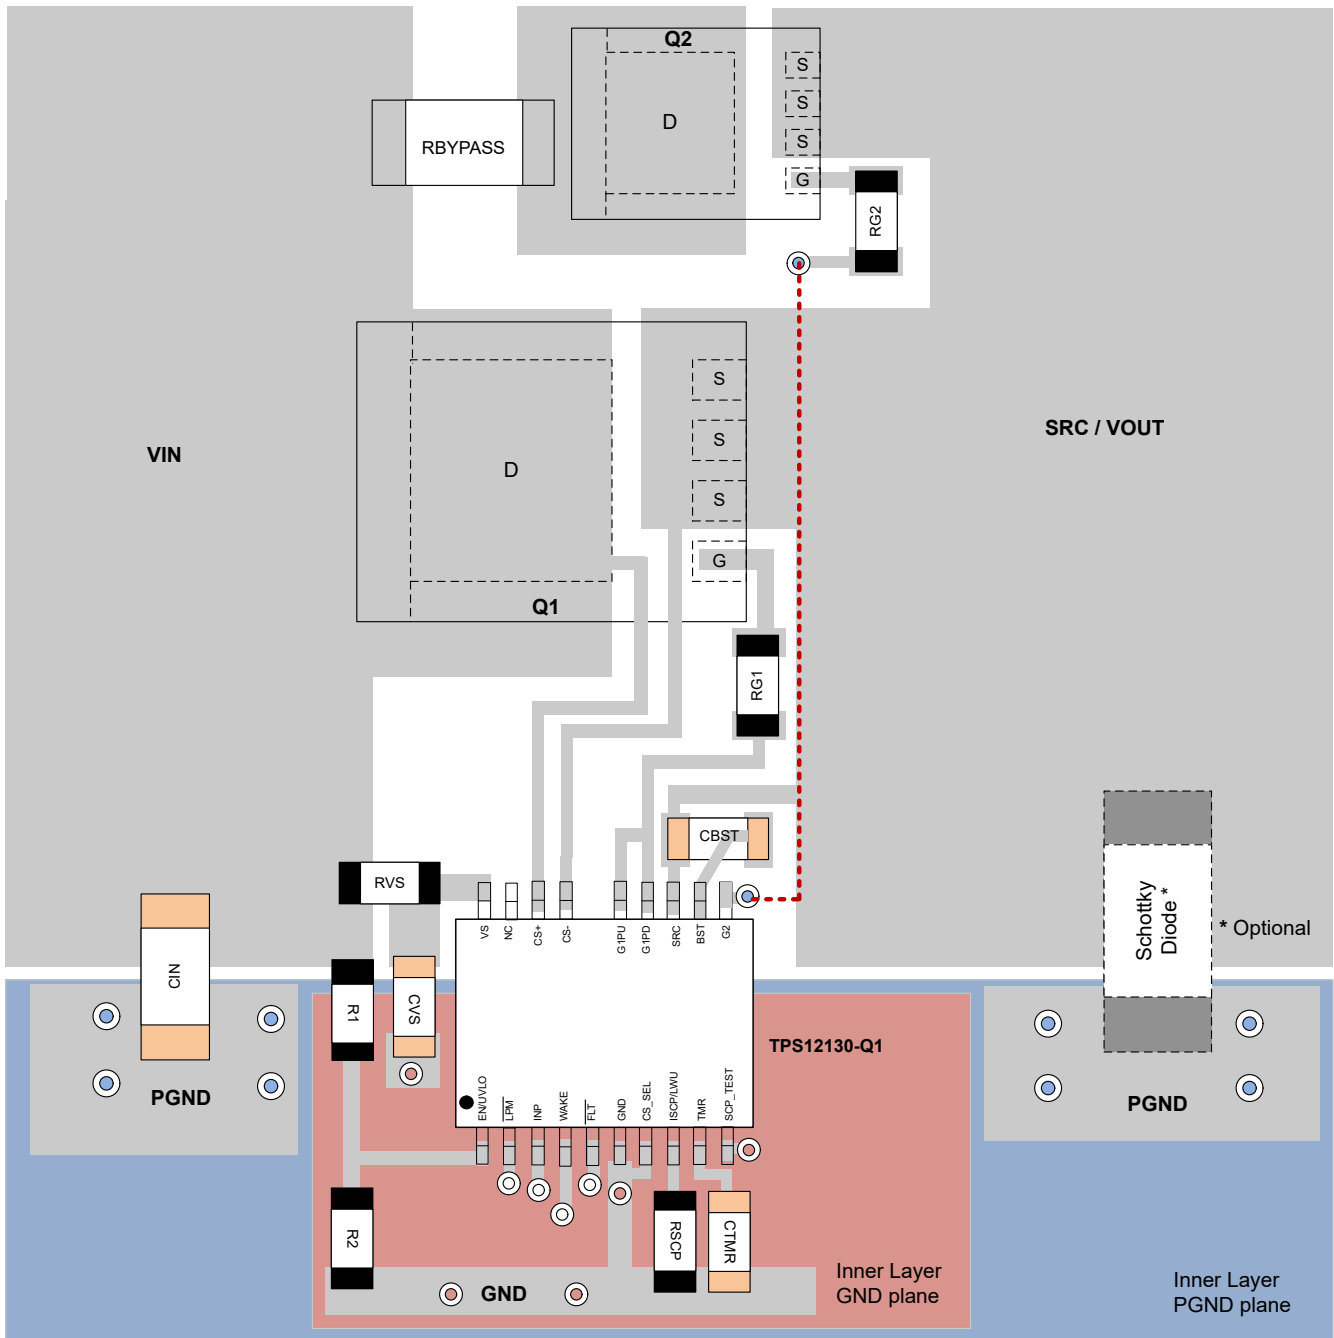 Q2
S
S
S
G
D
RBYPASS
RG2
S
S
S
G
D
Q1
VIN
SRC / VOUT
RG1
CBST
RVS
VS
NC
CS+
CS-
G1PU
G1PD
SRC
BST
G2
CIN
R1
CVS
Schottky
Diode *
* Optional
TPS12130-Q1
EN/UVLO
LPM
INP
WAKE
FLT
GND
CS_SEL
ISCP/LWU
TMR
SCP_TEST
PGND
PGND
R2
RSCP
CTMR
GND
Inner Layer
GND plane
Inner Layer
PGND plane